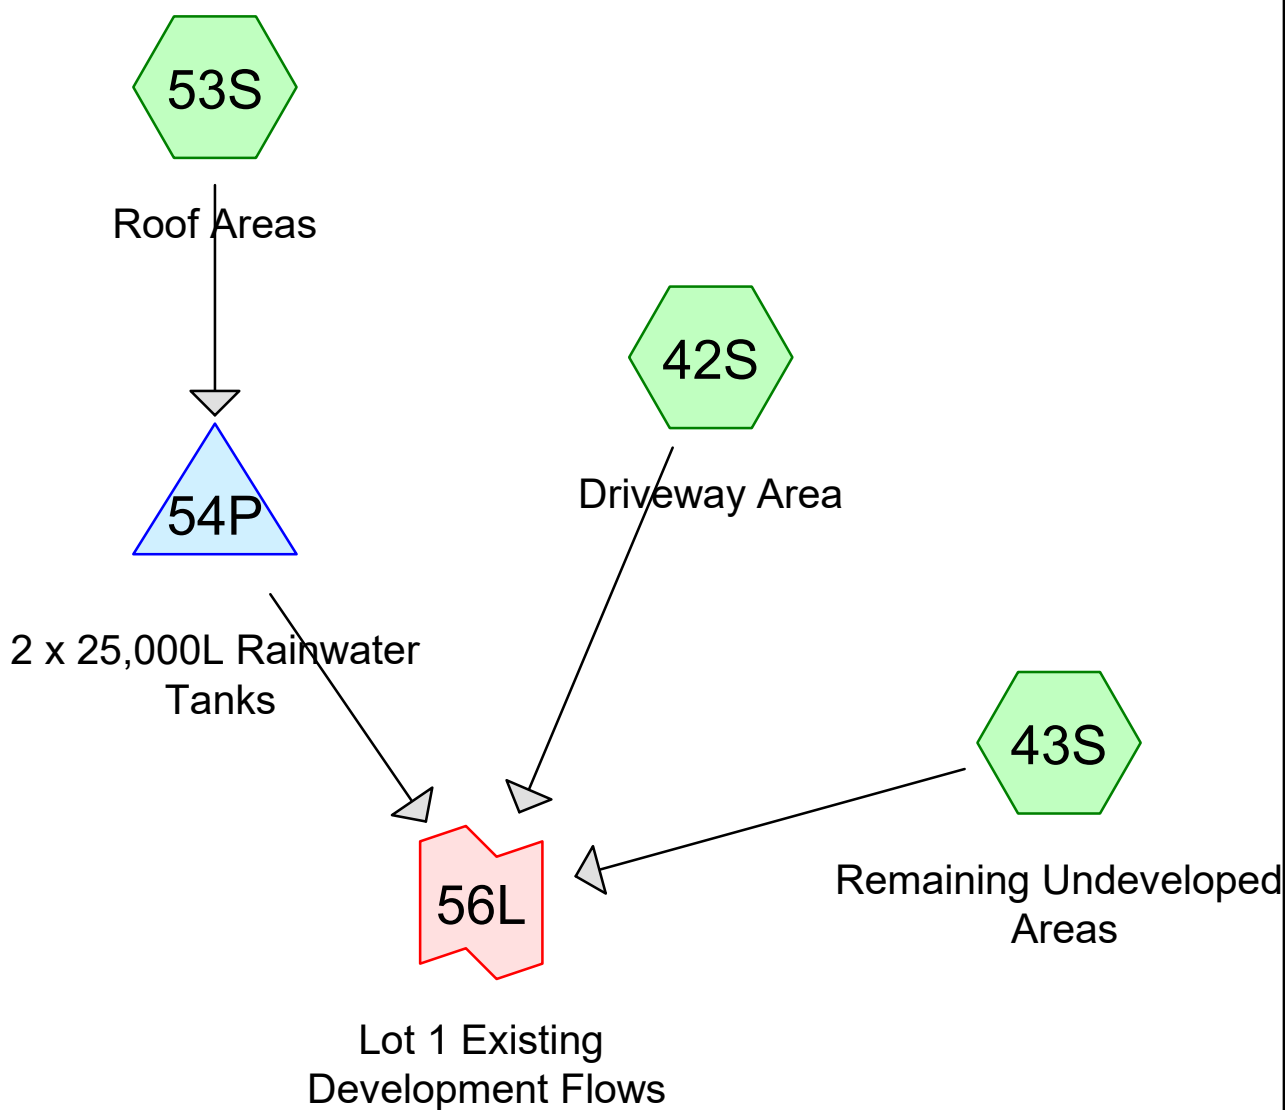 53S
Roof Areas
42S
Driveway Area
54P
2 x 25,000L Rainwater
Tanks
43S
Remaining Undeveloped
Areas
56L
Lot 1 Existing
Development Flows